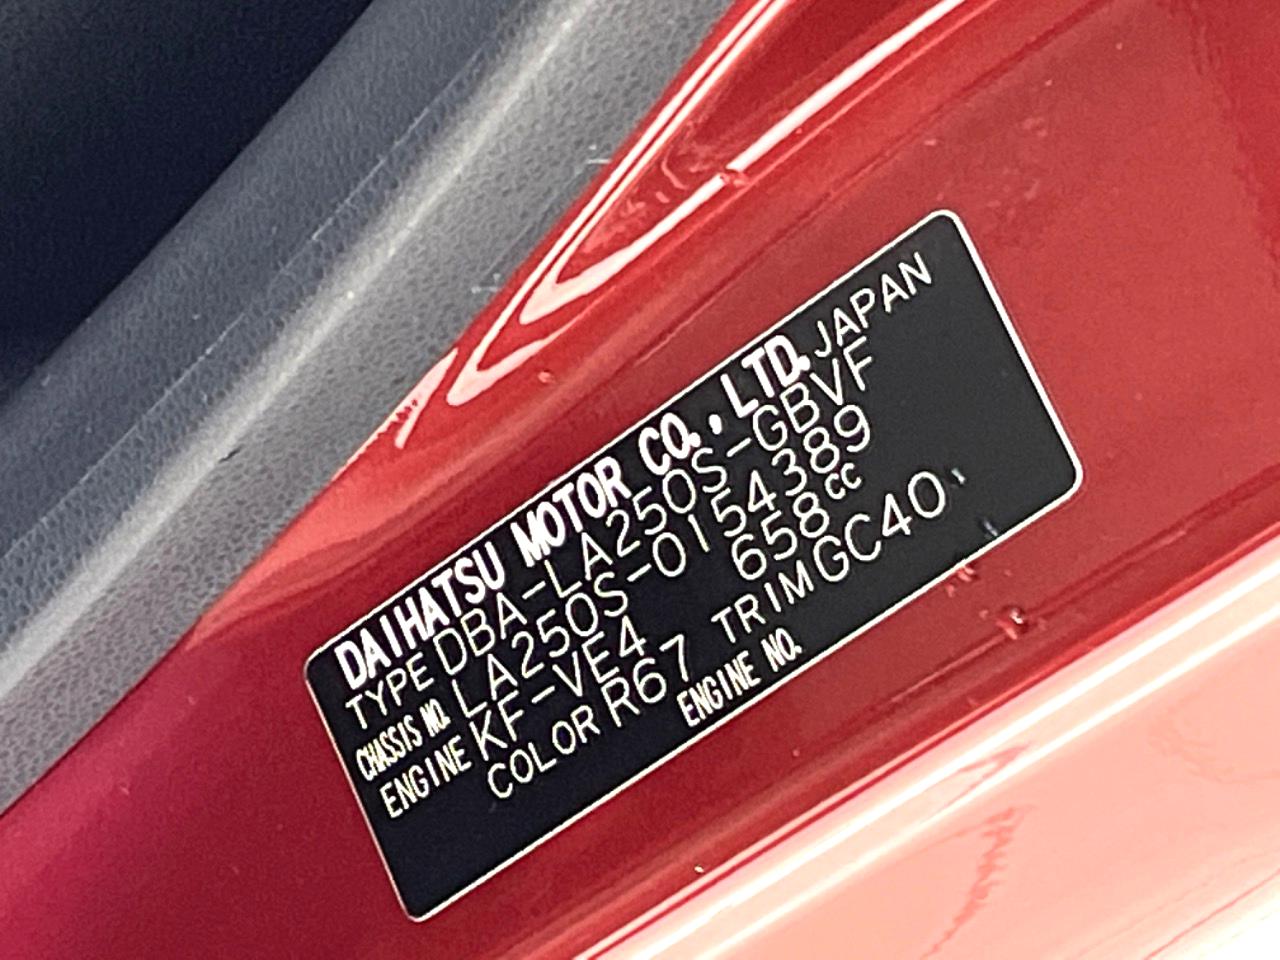 DAIHATSU MOTOR CO., LTD. JAPAN
TYPE DBA-LA250S-GBVF
CHASSIS NO. LA250S-0154389
ENGINE KF-VE4 658cc
COLOR R67 TRIM GC40
ENGINE NO.